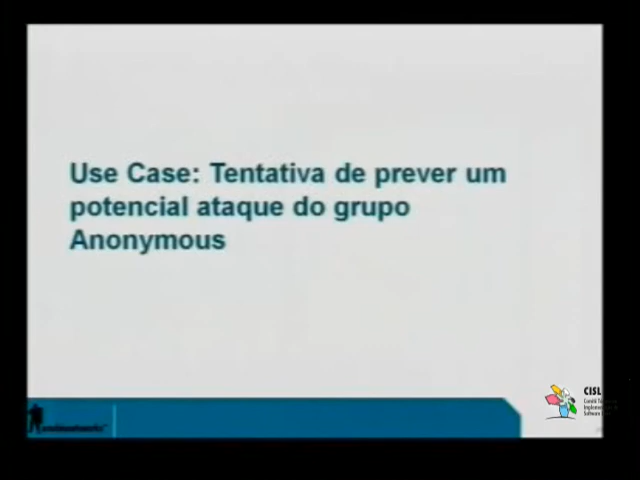 Use Case: Tentativa de prever um
potencial ataque do grupo
Anonymous
CISL